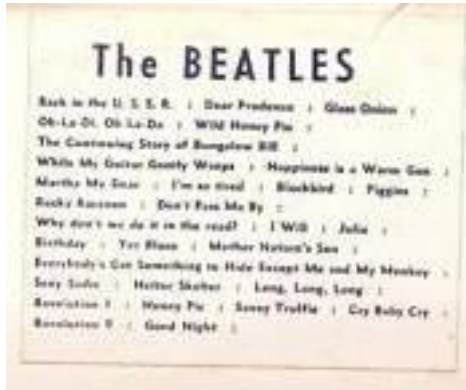 The BEATLES
Back in the U. S. S. R. : Dear Prudence : Glass Onion :
Ob-La-Di, Ob-La-Da : Wild Honey Pie :
The Continuing Story of Bungalow Bill :
While My Guitar Gently Weeps : Happiness is a Warm Gun :
Martha My Dear : I'm so tired : Blackbird : Piggies :
Rocky Raccoon : Don't Pass Me By :
Why don't we do it in the road? : I Will : Julia :
Birthday : Yer Blues : Mother Nature's Son :
Everybody's Got Something to Hide Except Me and My Monkey :
Sexy Sadie : Helter Skelter : Long, Long, Long :
Revolution 1 : Honey Pie : Savoy Truffle : Cry Baby Cry :
Revolution 9 : Good Night :